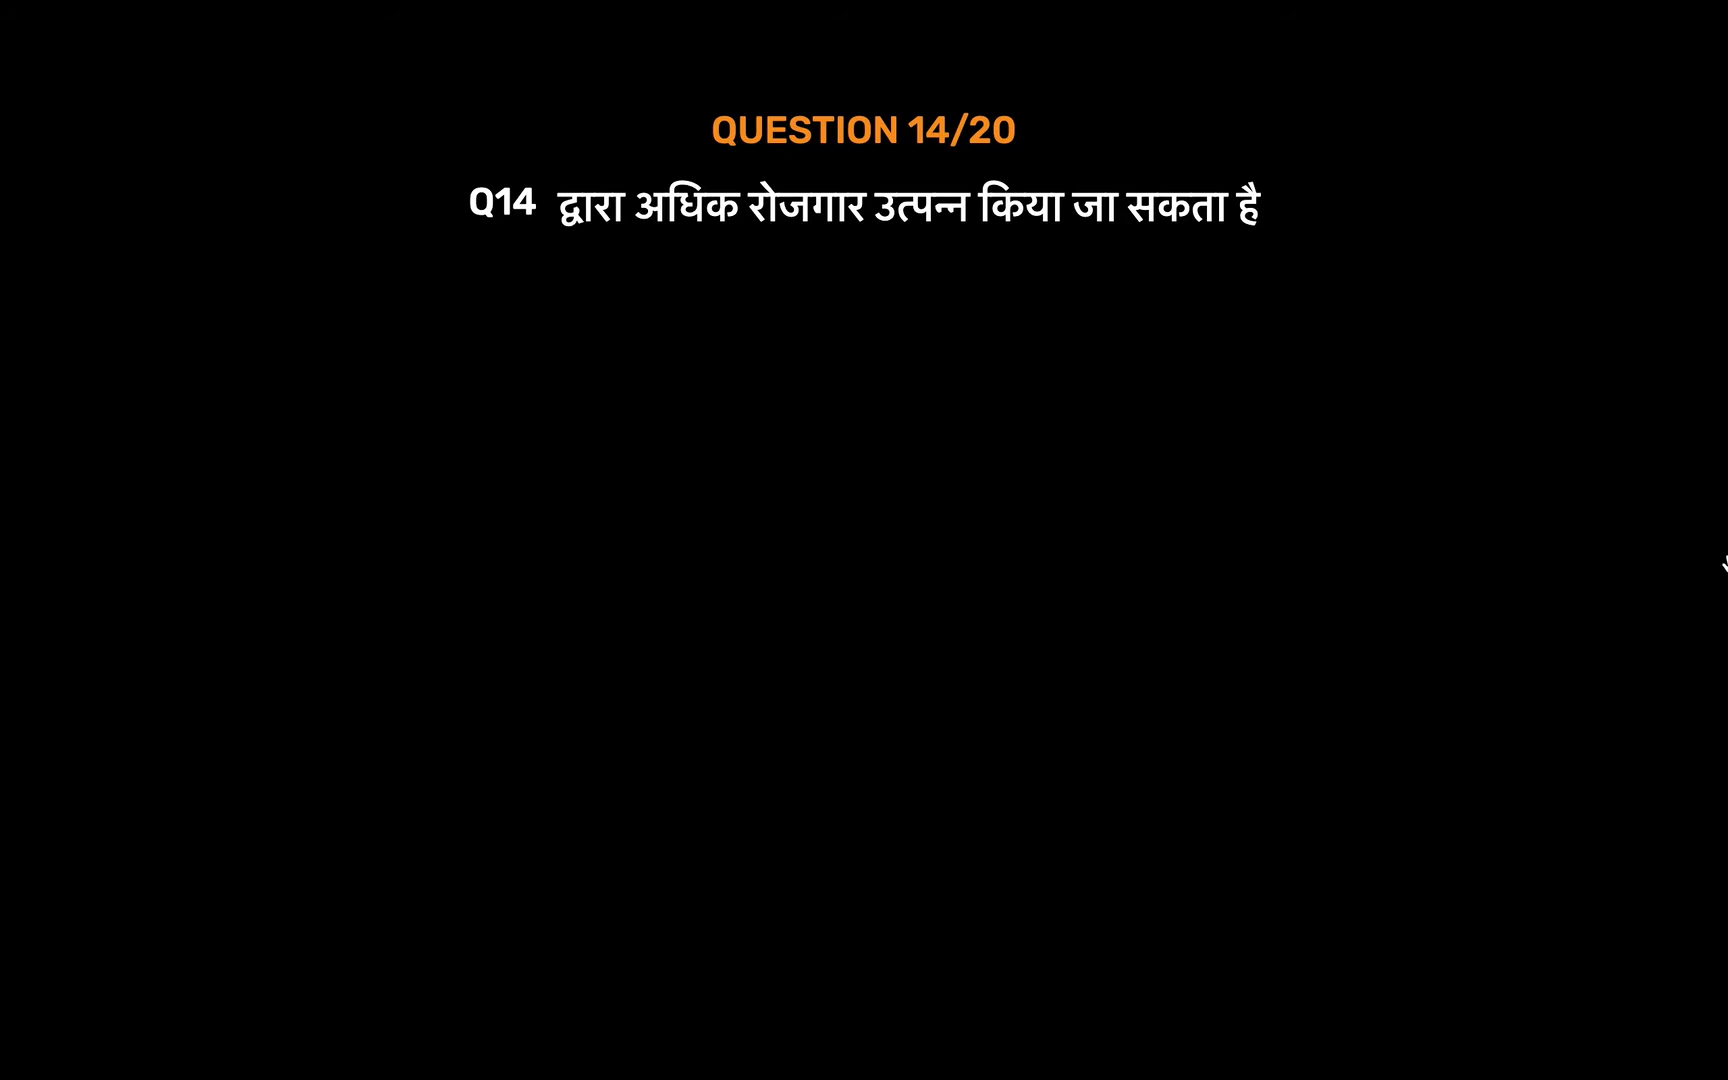 QUESTION 14/20
Q14 द्वारा अधिक रोजगार उत्पन्न किया जा सकता है